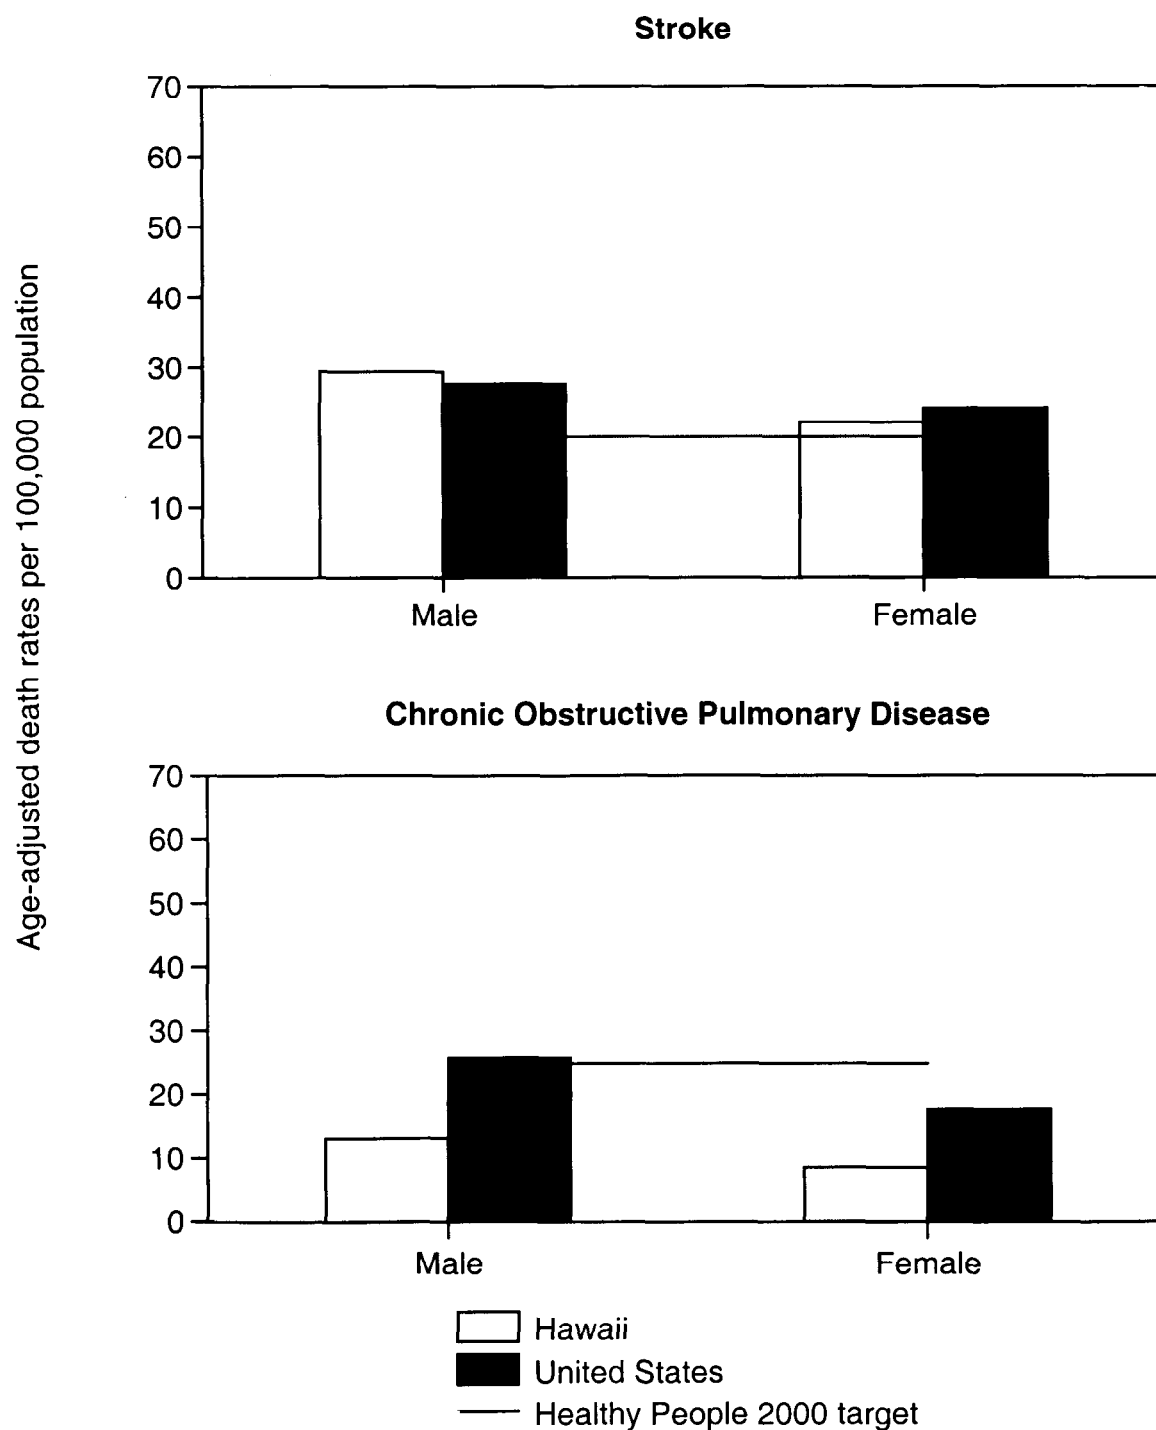 Stroke
Age-adjusted death rates per 100,000 population
70
60
50
40
30
20
10
0
Male
Female
Chronic Obstructive Pulmonary Disease
70
60
50
40
30
20
10
0
Male
Female
Hawaii
United States
Healthy People 2000 target